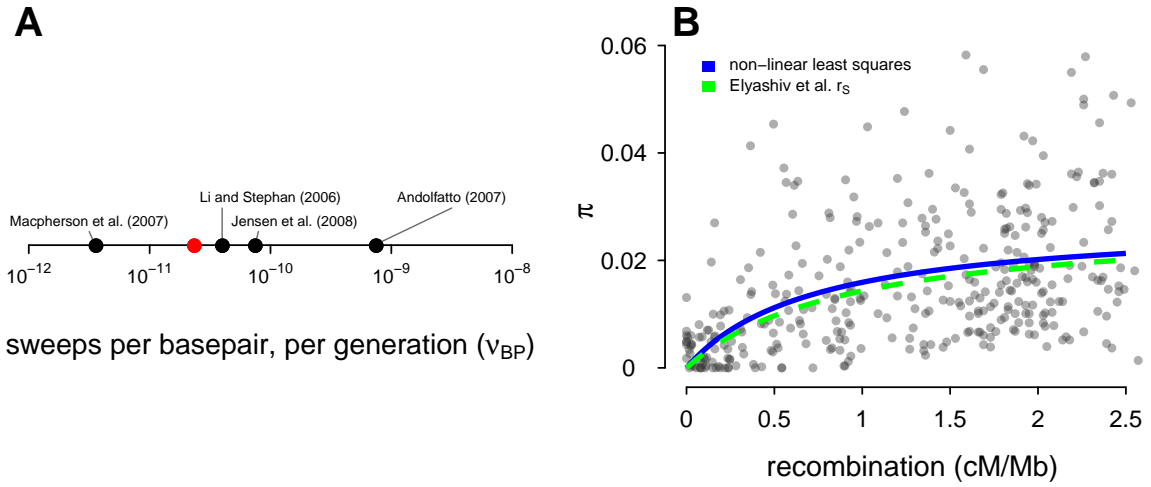 A
Li and Stephan (2006)
Andolfatto (2007)
Macpherson et al. (2007)
Jensen et al. (2008)
10−12
10−11
10−10
10−9
10−8
sweeps per basepair, per generation (νBP)
B
non−linear least squares
Elyashiv et al. rS
0.06
0.04
0.02
0
π
0
0.5
1
1.5
2
2.5
recombination (cM/Mb)